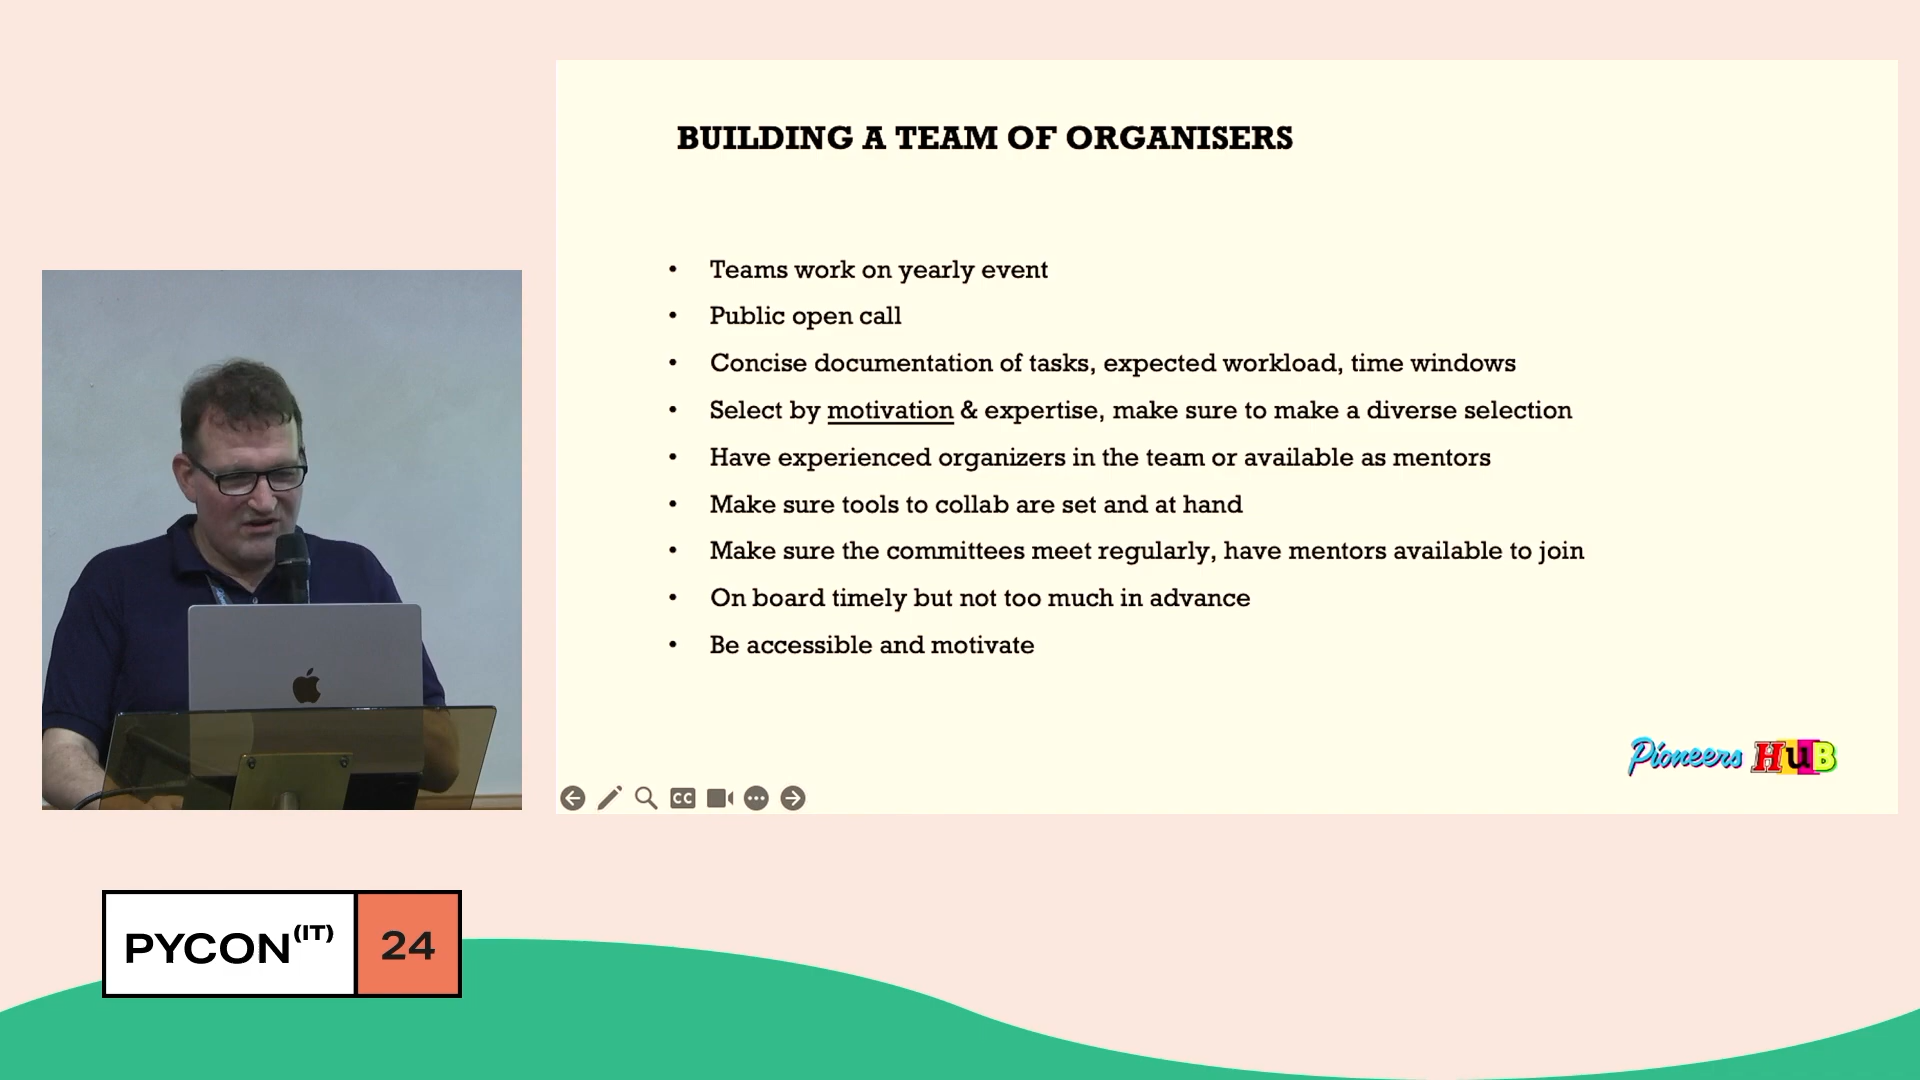 BUILDING A TEAM OF ORGANISERS
• Teams work on yearly event
• Public open call
• Concise documentation of tasks, expected workload, time windows
• Select by motivation & expertise, make sure to make a diverse selection
• Have experienced organizers in the team or available as mentors
• Make sure tools to collab are set and at hand
• Make sure the committees meet regularly, have mentors available to join
• On board timely but not too much in advance
• Be accessible and motivate
Pioneers HuB
CC
PYCON(IT) 24